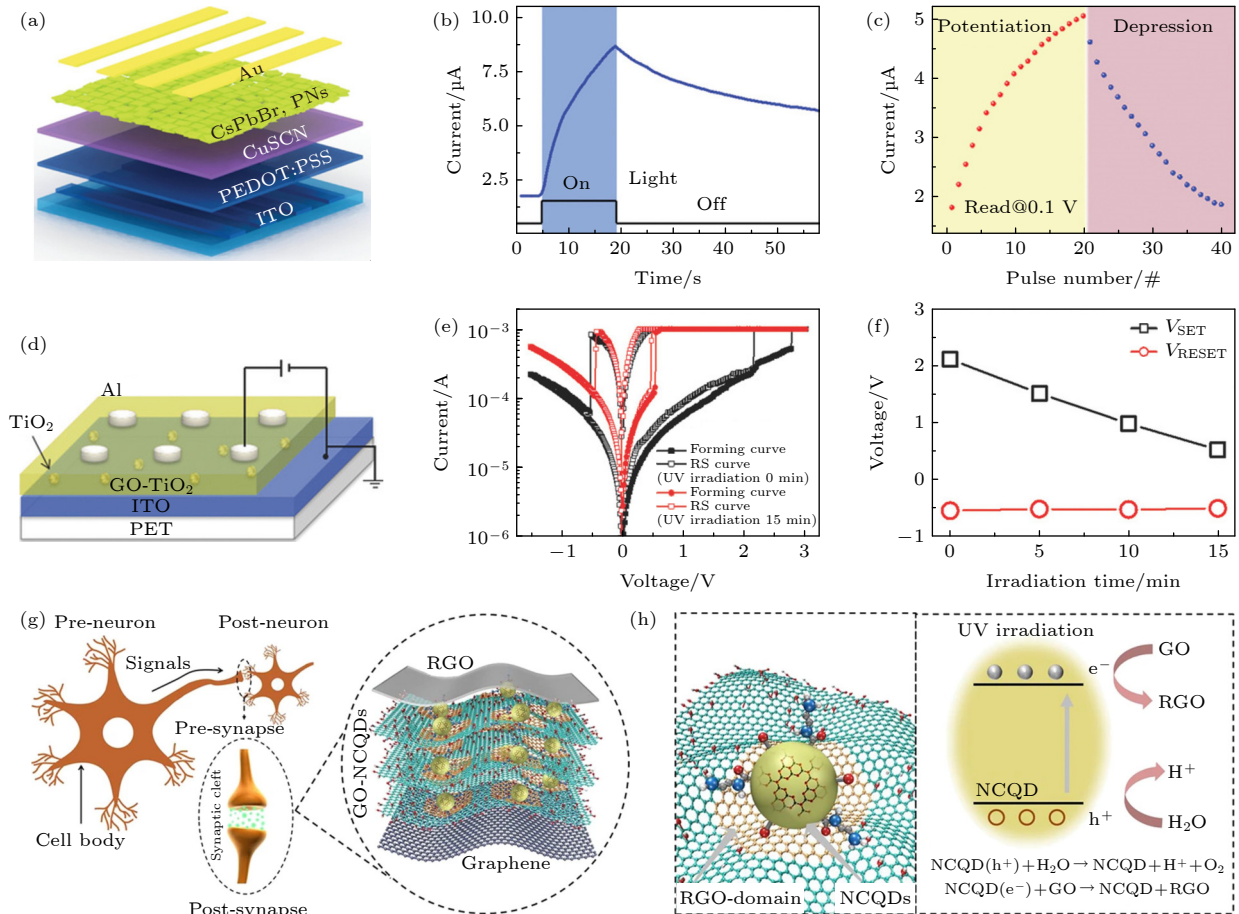 (a)
Au
CsPbBr, PNs
CuSCN
PEDOT:PSS
ITO
(b)
10.0
7.5
5.0
2.5
Current/μA
On
Light
Off
0
10
20
30
40
50
Time/s
(c)
5
4
3
2
1
Current/μA
Potentiation
Depression
Read@0.1 V
0
10
20
30
40
Pulse number/#
(d)
Al
TiO2
GO-TiO2
ITO
PET
(e)
10−3
10−4
10−5
10−6
Current/A
Forming curve
RS curve
(UV irradiation 0 min)
Forming curve
RS curve
(UV irradiation 15 min)
−1
0
1
2
3
Voltage/V
(f)
3
2
1
0
−1
Voltage/V
VSET
VRESET
0
5
10
15
Irradiation time/min
(g)
Pre-neuron
Post-neuron
Signals
Pre-synapse
Synaptic cleft
Cell body
Post-synapse
RGO
GO-NCQDs
Graphene
(h)
RGO-domain
NCQDs
UV irradiation
e−
GO
RGO
NCQD
h+
H+
H2O
NCQD(h+)+H2O→NCQD+H++O2
NCQD(e−)+GO→NCQD+RGO